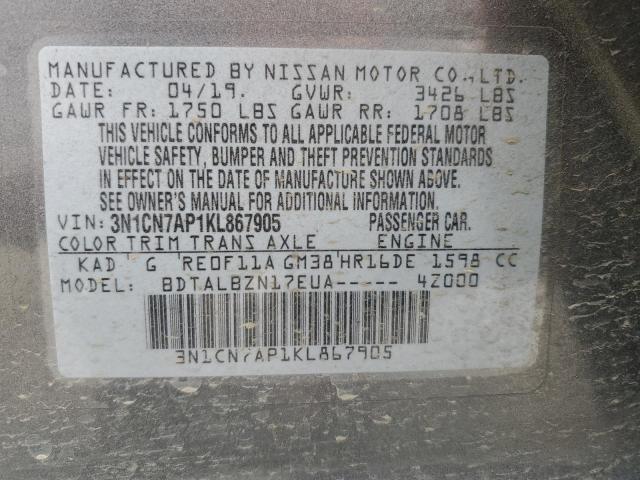 MANUFACTURED BY NISSAN MOTOR CO., LTD.
DATE: 04/19. GVWR: 3426 LBS
GAWR FR: 1750 LBS GAWR RR: 1708 LBS
THIS VEHICLE CONFORMS TO ALL APPLICABLE FEDERAL MOTOR
VEHICLE SAFETY, BUMPER AND THEFT PREVENTION STANDARDS
IN EFFECT ON THE DATE OF MANUFACTURE SHOWN ABOVE.
SEE OWNER'S MANUAL FOR ADDITIONAL INFORMATION.
VIN: 3N1CN7AP1KL867905 PASSENGER CAR.
COLOR TRIM TRANS AXLE ENGINE
KAD G RE0F11A GM38 HR16DE 1598 CC
BDTALBZN17EUA----- 4Z000
3N1CN7AP1KL867905